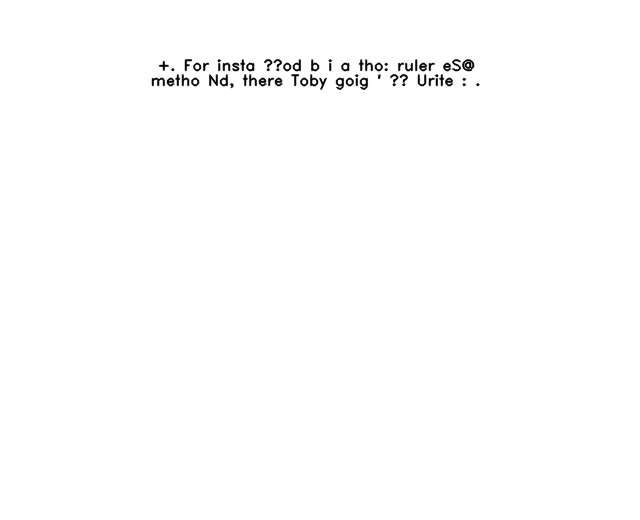 +. For insta ??od b i a tho: ruler eS@
metho Nd, there Toby goig ' ?? Urite : .